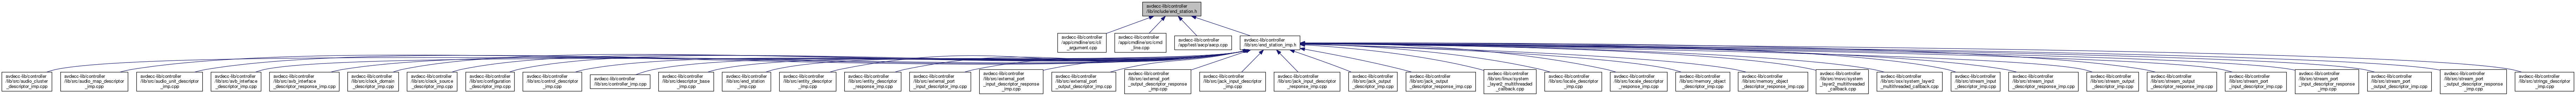 avdecc-lib/controller
/lib/include/end_station.h
avdecc-lib/controller
/app/cmdline/src/cli
_argument.cpp
avdecc-lib/controller
/app/cmdline/src/cmd
_line.cpp
avdecc-lib/controller
/app/test/aecp/aecp.cpp
avdecc-lib/controller
/lib/src/end_station_imp.h
avdecc-lib/controller
/lib/src/audio_cluster
_descriptor_imp.cpp
avdecc-lib/controller
/lib/src/audio_map_descriptor
_imp.cpp
avdecc-lib/controller
/lib/src/audio_unit_descriptor
_imp.cpp
avdecc-lib/controller
/lib/src/avb_interface
_descriptor_imp.cpp
avdecc-lib/controller
/lib/src/avb_interface
_descriptor_response_imp.cpp
avdecc-lib/controller
/lib/src/clock_domain
_descriptor_imp.cpp
avdecc-lib/controller
/lib/src/clock_source
_descriptor_imp.cpp
avdecc-lib/controller
/lib/src/configuration
_descriptor_imp.cpp
avdecc-lib/controller
/lib/src/control_descriptor
_imp.cpp
avdecc-lib/controller
/lib/src/controller_imp.cpp
avdecc-lib/controller
/lib/src/descriptor_base
_imp.cpp
avdecc-lib/controller
/lib/src/end_station
_imp.cpp
avdecc-lib/controller
/lib/src/entity_descriptor
_imp.cpp
avdecc-lib/controller
/lib/src/entity_descriptor
_response_imp.cpp
avdecc-lib/controller
/lib/src/external_port
_input_descriptor_imp.cpp
avdecc-lib/controller
/lib/src/external_port
_input_descriptor_response
_imp.cpp
avdecc-lib/controller
/lib/src/external_port
_output_descriptor_imp.cpp
avdecc-lib/controller
/lib/src/external_port
_output_descriptor_response
_imp.cpp
avdecc-lib/controller
/lib/src/jack_input_descriptor
_imp.cpp
avdecc-lib/controller
/lib/src/jack_input_descriptor
_response_imp.cpp
avdecc-lib/controller
/lib/src/jack_output
_descriptor_imp.cpp
avdecc-lib/controller
/lib/src/jack_output
_descriptor_response_imp.cpp
avdecc-lib/controller
/lib/src/linux/system
_layer2_multithreaded
_callback.cpp
avdecc-lib/controller
/lib/src/locale_descriptor
_imp.cpp
avdecc-lib/controller
/lib/src/locale_descriptor
_response_imp.cpp
avdecc-lib/controller
/lib/src/memory_object
_descriptor_imp.cpp
avdecc-lib/controller
/lib/src/memory_object
_descriptor_response_imp.cpp
avdecc-lib/controller
/lib/src/msvc/system
_layer2_multithreaded
_callback.cpp
avdecc-lib/controller
/lib/src/osx/system_layer2
_multithreaded_callback.cpp
avdecc-lib/controller
/lib/src/stream_input
_descriptor_imp.cpp
avdecc-lib/controller
/lib/src/stream_input
_descriptor_response_imp.cpp
avdecc-lib/controller
/lib/src/stream_output
_descriptor_imp.cpp
avdecc-lib/controller
/lib/src/stream_output
_descriptor_response_imp.cpp
avdecc-lib/controller
/lib/src/stream_port
_input_descriptor_imp.cpp
avdecc-lib/controller
/lib/src/stream_port
_input_descriptor_response
_imp.cpp
avdecc-lib/controller
/lib/src/stream_port
_output_descriptor_imp.cpp
avdecc-lib/controller
/lib/src/stream_port
_output_descriptor_response
_imp.cpp
avdecc-lib/controller
/lib/src/strings_descriptor
_imp.cpp